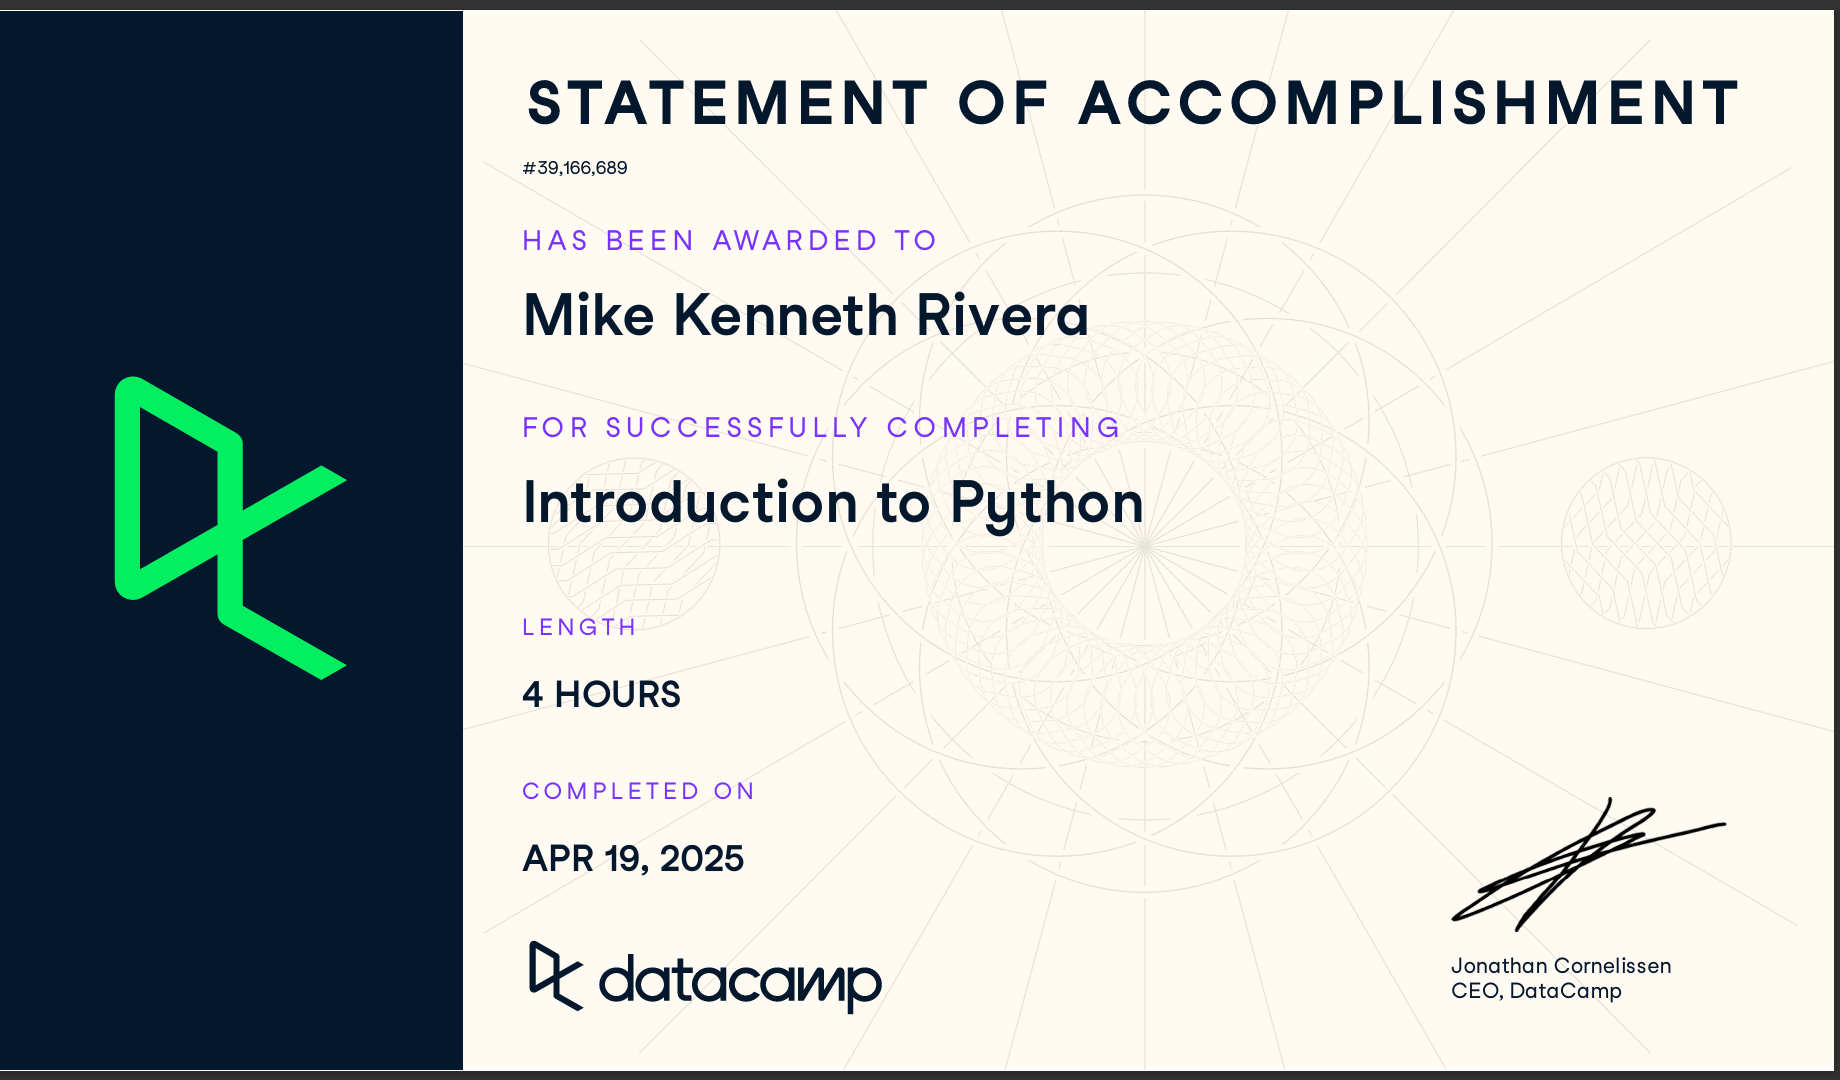 STATEMENT OF ACCOMPLISHMENT
#39,166,689
HAS BEEN AWARDED TO
Mike Kenneth Rivera
FOR SUCCESSFULLY COMPLETING
Introduction to Python
LENGTH
4 HOURS
COMPLETED ON
APR 19, 2025
datacamp
Jonathan Cornelissen
CEO, DataCamp